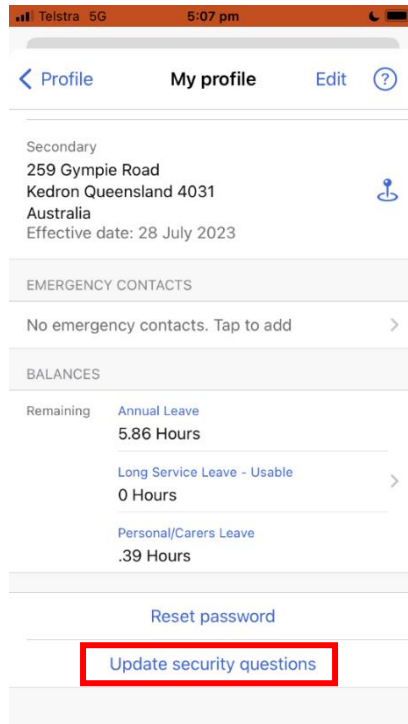 Telstra 5G 5:07 pm
Profile My profile Edit ?
Secondary
259 Gympie Road
Kedron Queensland 4031
Australia
Effective date: 28 July 2023
EMERGENCY CONTACTS
No emergency contacts. Tap to add
BALANCES
Remaining Annual Leave
5.86 Hours
Long Service Leave - Usable
0 Hours
Personal/Carers Leave
.39 Hours
Reset password
Update security questions